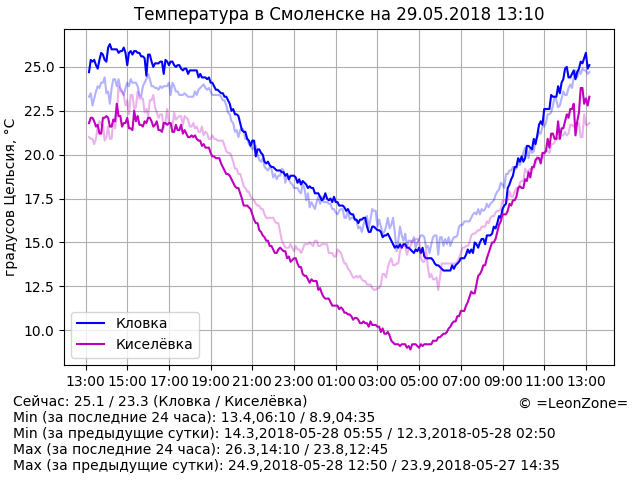 Температура в Смоленске на 29.05.2018 13:10
градусов Цельсия, °C
25.0
22.5
20.0
17.5
15.0
12.5
10.0
Кловка
Киселёвка
13:00 15:00 17:00 19:00 21:00 23:00 01:00 03:00 05:00 07:00 09:00 11:00 13:00
Сейчас: 25.1 / 23.3 (Кловка / Киселёвка)
© =LeonZone=
Min (за последние 24 часа): 13.4,06:10 / 8.9,04:35
Min (за предыдущие сутки): 14.3,2018-05-28 05:55 / 12.3,2018-05-28 02:50
Max (за последние 24 часа): 26.3,14:10 / 23.8,12:45
Max (за предыдущие сутки): 24.9,2018-05-28 12:50 / 23.9,2018-05-27 14:35